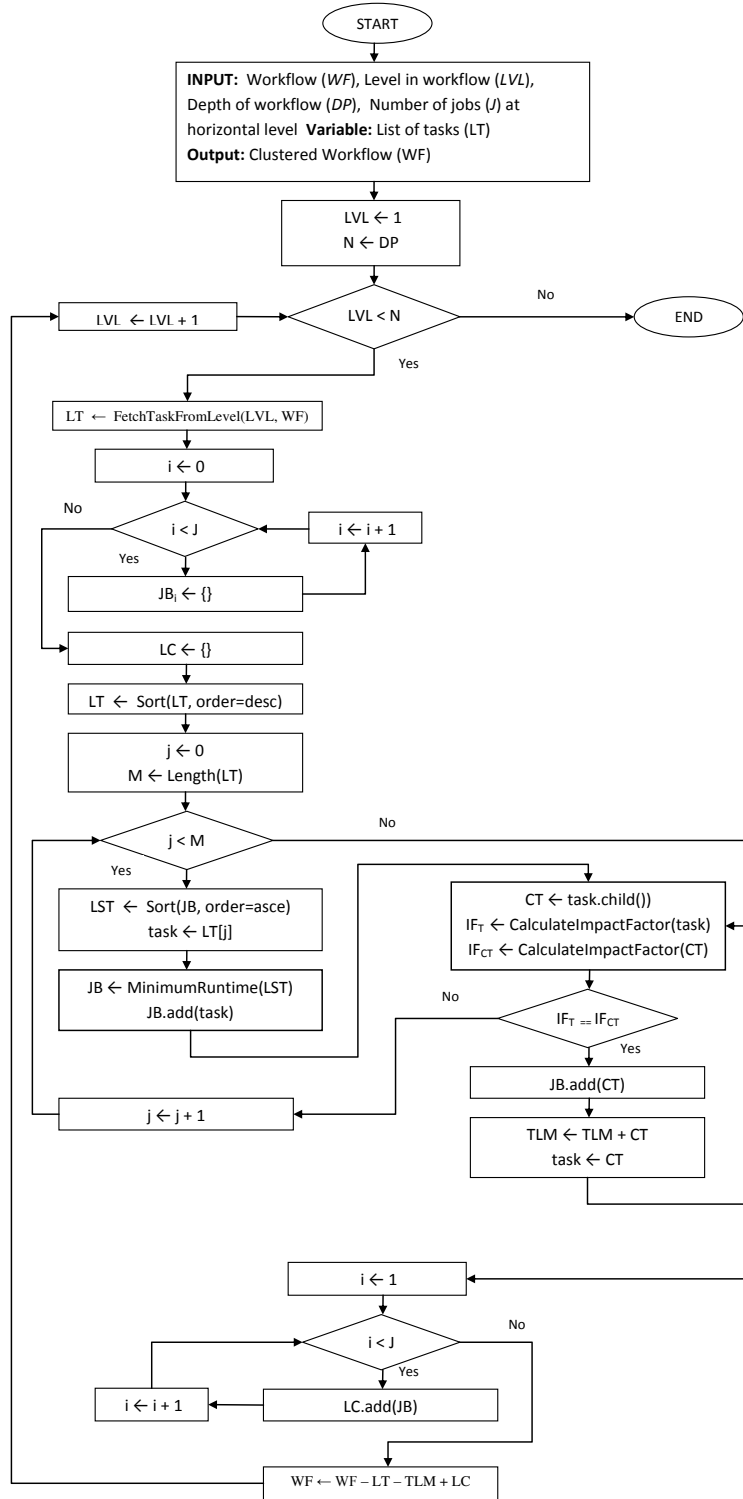 START
INPUT: Workflow (WF), Level in workflow (LVL),
Depth of workflow (DP), Number of jobs (J) at
horizontal level Variable: List of tasks (LT)
Output: Clustered Workflow (WF)
LVL ← 1
N ← DP
LVL ← LVL + 1
LVL < N
No
END
Yes
LT ← FetchTaskFromLevel(LVL, WF)
i ← 0
No
i < J
i ← i + 1
Yes
JBi ← {}
LC ← {}
LT ← Sort(LT, order=desc)
j ← 0
M ← Length(LT)
j < M
No
Yes
LST ← Sort(JB, order=asce)
task ← LT[j]
CT ← task.child())
IFT ← CalculateImpactFactor(task)
IFCT ← CalculateImpactFactor(CT)
JB ← MinimumRuntime(LST)
JB.add(task)
No
IFT == IFCT
Yes
JB.add(CT)
j ← j + 1
TLM ← TLM + CT
task ← CT
i ← 1
i < J
No
Yes
i ← i + 1
LC.add(JB)
WF ← WF – LT – TLM + LC